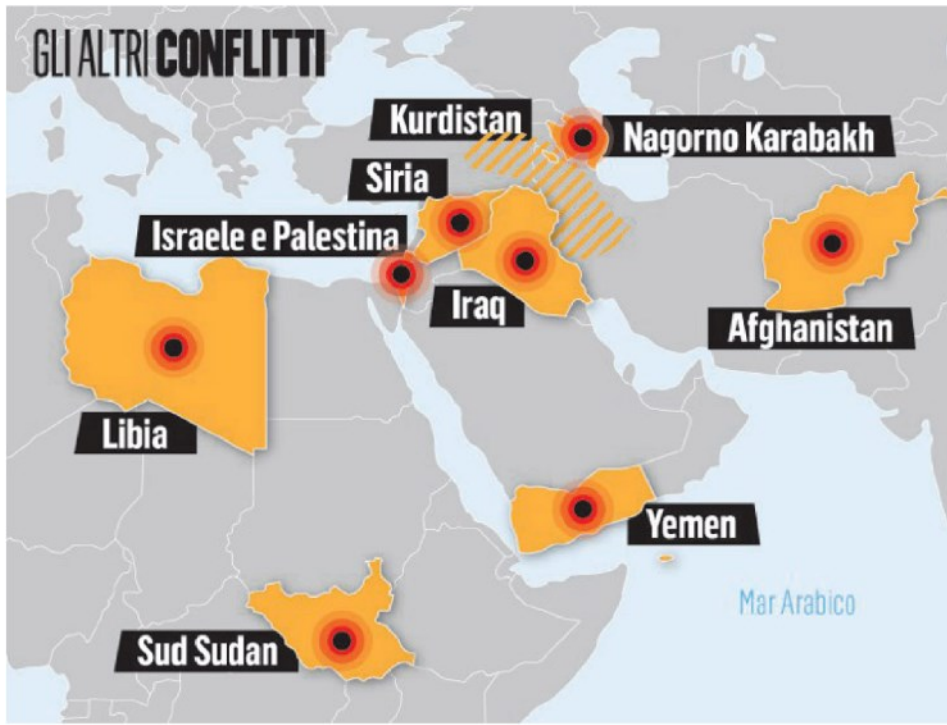 GLI ALTRI CONFLITTI
Kurdistan
Nagorno Karabakh
Siria
Israele e Palestina
Iraq
Afghanistan
Libia
Yemen
Mar Arabico
Sud Sudan